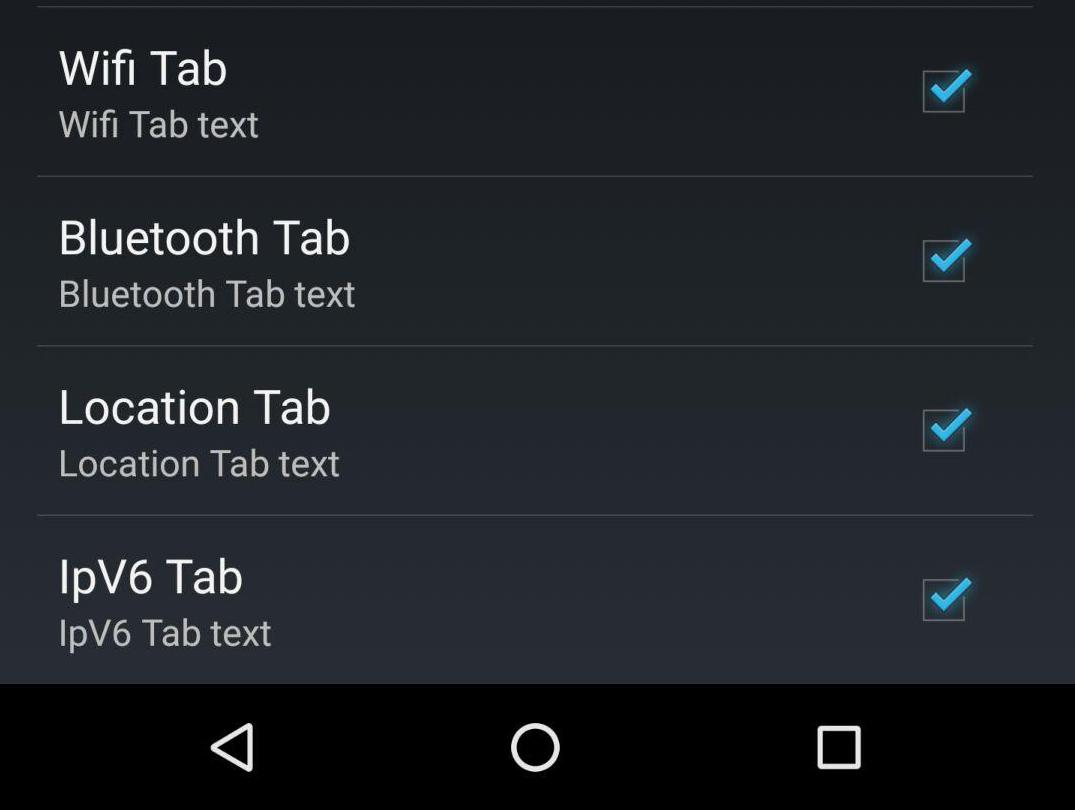 Wifi Tab
Wifi Tab text
Bluetooth Tab
Bluetooth Tab text
Location Tab
Location Tab text
IpV6 Tab
IpV6 Tab text